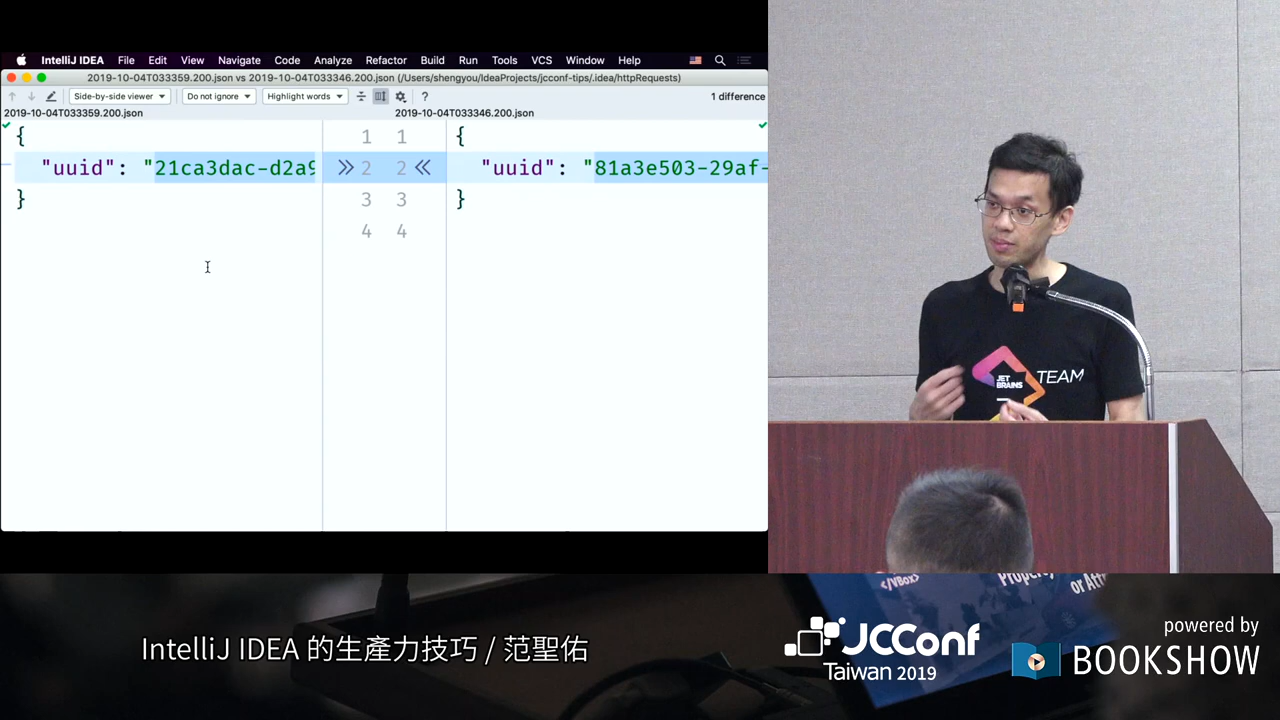 IntelliJ IDEA File Edit View Navigate Code Analyze Refactor Build Run Tools VCS Window Help
2019-10-04T033359.200.json vs 2019-10-04T033346.200.json (/Users/shengyou/IdeaProjects/jcconf-tips/.idea/httpRequests)
Side-by-side viewer Do not ignore Highlight words ? 1 difference
2019-10-04T033359.200.json 2019-10-04T033346.200.json
{ 1 1 {
"uuid": "21ca3dac-d2a9 2 2 "uuid": "81a3e503-29af-
} 3 3 }
4 4
JET
BRAINS
TEAM
</VBox>
Property
or Att
IntelliJ IDEA 的生產力技巧 / 范聖佑
JCConf
Taiwan 2019
powered by
BOOKSHOW